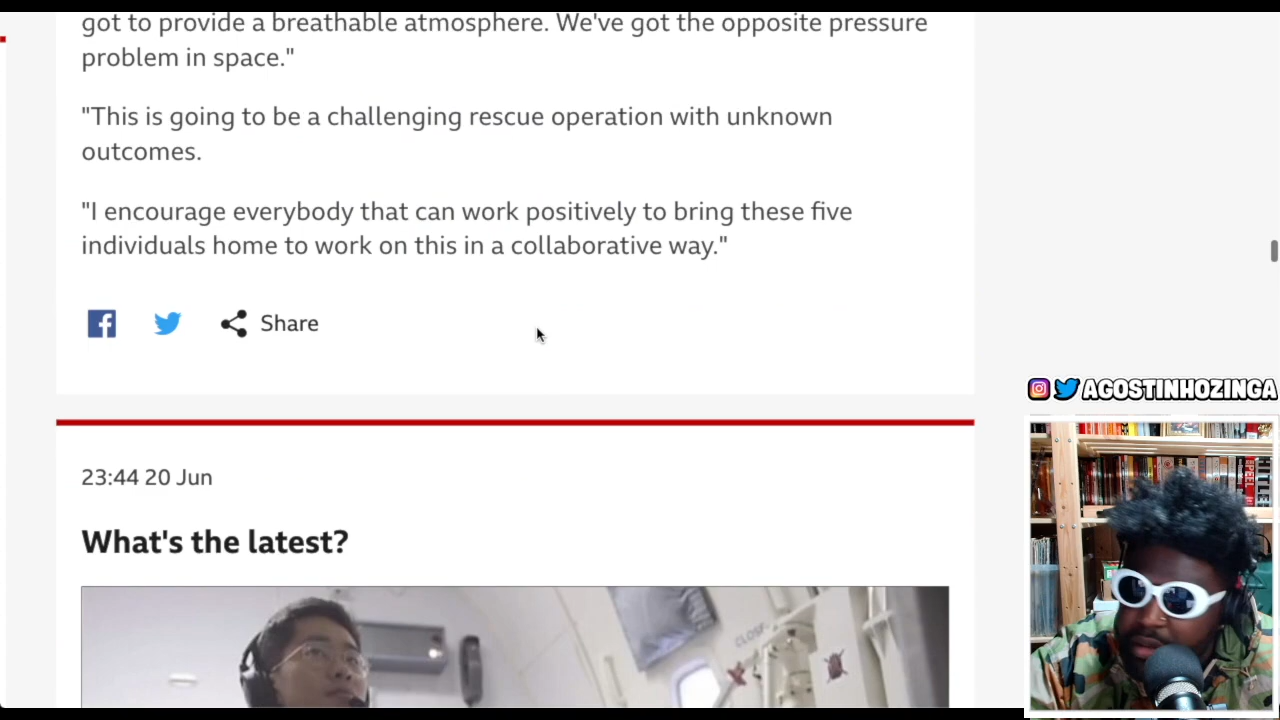 got to provide a breathable atmosphere. We've got the opposite pressure
problem in space."
"This is going to be a challenging rescue operation with unknown
outcomes.
"I encourage everybody that can work positively to bring these five
individuals home to work on this in a collaborative way."
Share
23:44 20 Jun
What's the latest?
CLOSE
AGOSTINHOZINGA